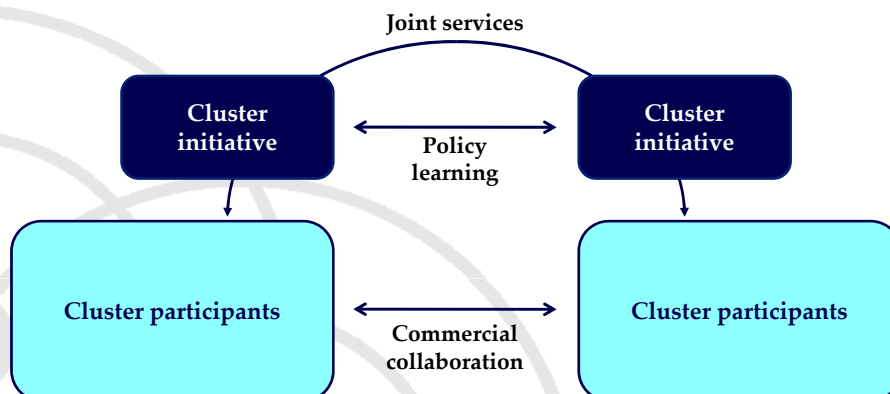 Joint services
Cluster
initiative
Cluster
initiative
Policy
learning
Cluster participants
Cluster participants
Commercial
collaboration